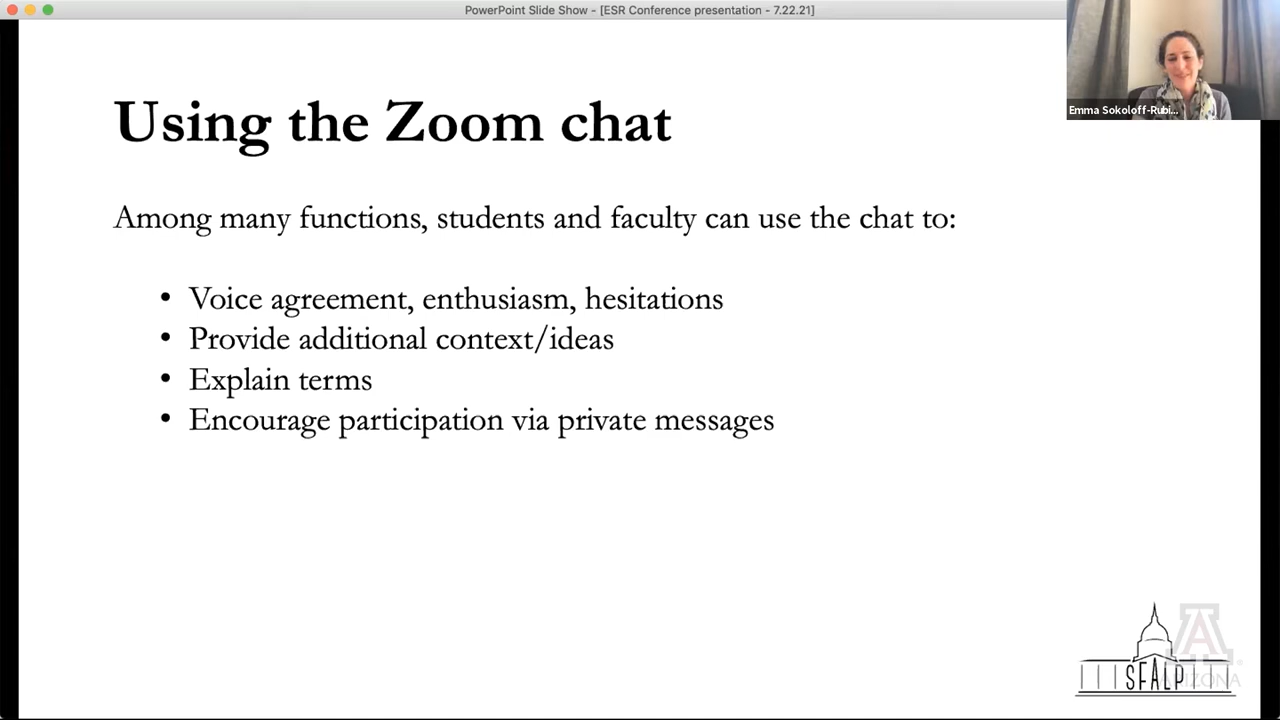 PowerPoint Slide Show - [ESR Conference presentation - 7.22.21]
Emma Sokoloff-Rubi...
Using the Zoom chat
Among many functions, students and faculty can use the chat to:
• Voice agreement, enthusiasm, hesitations
• Provide additional context/ideas
• Explain terms
• Encourage participation via private messages
SFALP
ARIZONA